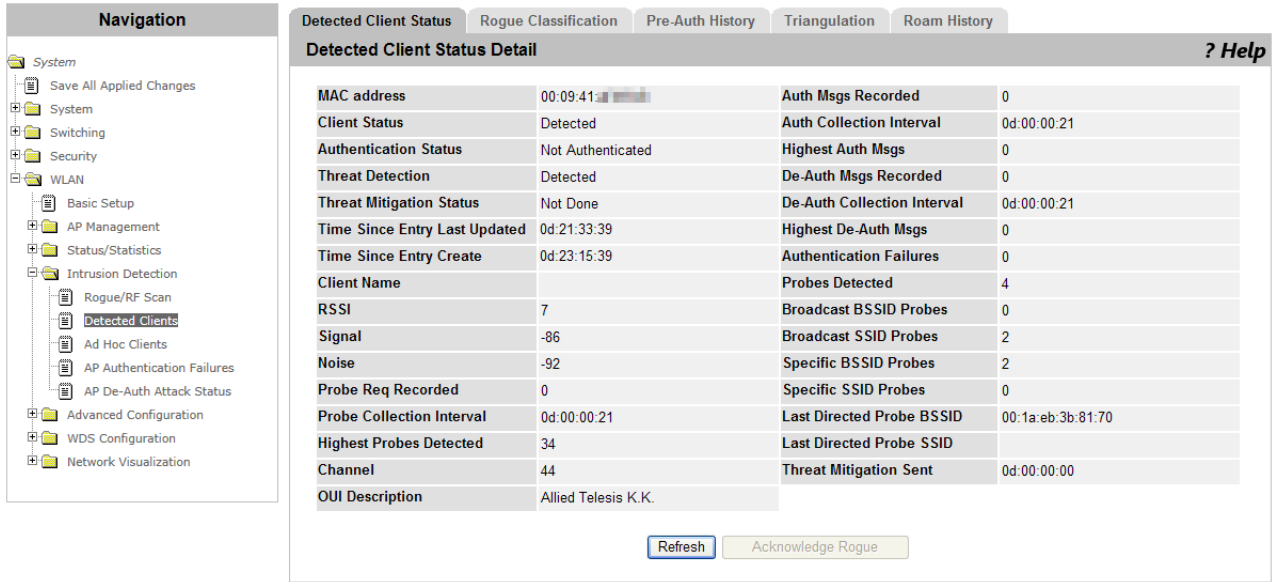 Navigation
System
Save All Applied Changes
System
Switching
Security
WLAN
Basic Setup
AP Management
Status/Statistics
Intrusion Detection
Rogue/RF Scan
Detected Clients
Ad Hoc Clients
AP Authentication Failures
AP De-Auth Attack Status
Advanced Configuration
WDS Configuration
Network Visualization
Detected Client Status Rogue Classification Pre-Auth History Triangulation Roam History
Detected Client Status Detail ? Help
MAC address 00:09:41: Auth Msgs Recorded 0
Client Status Detected Auth Collection Interval 0d:00:00:21
Authentication Status Not Authenticated Highest Auth Msgs 0
Threat Detection Detected De-Auth Msgs Recorded 0
Threat Mitigation Status Not Done De-Auth Collection Interval 0d:00:00:21
Time Since Entry Last Updated 0d:21:33:39 Highest De-Auth Msgs 0
Time Since Entry Create 0d:23:15:39 Authentication Failures 0
Client Name Probes Detected 4
RSSI 7 Broadcast BSSID Probes 0
Signal -86 Broadcast SSID Probes 2
Noise -92 Specific BSSID Probes 2
Probe Req Recorded 0 Specific SSID Probes 0
Probe Collection Interval 0d:00:00:21 Last Directed Probe BSSID 00:1a:eb:3b:81:70
Highest Probes Detected 34 Last Directed Probe SSID
Channel 44 Threat Mitigation Sent 0d:00:00:00
OUI Description Allied Telesis K.K.
Refresh Acknowledge Rogue